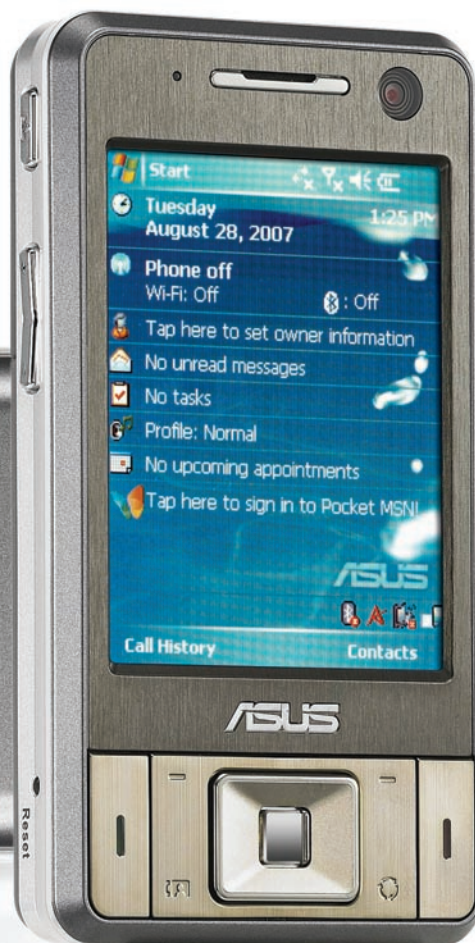 Start
Tuesday 1:25 PM
August 28, 2007
Phone off
Wi-Fi: Off : Off
Tap here to set owner information
No unread messages
No tasks
Profile: Normal
No upcoming appointments
Tap here to sign in to Pocket MSN!
ASUS
Call History Contacts
ASUS
Reset